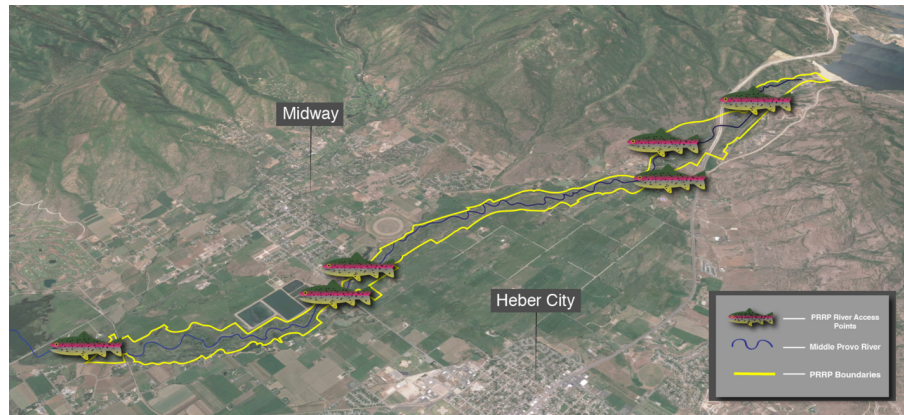 Midway
Heber City
PRRP River Access
Points
Middle Provo River
PRRP Boundaries